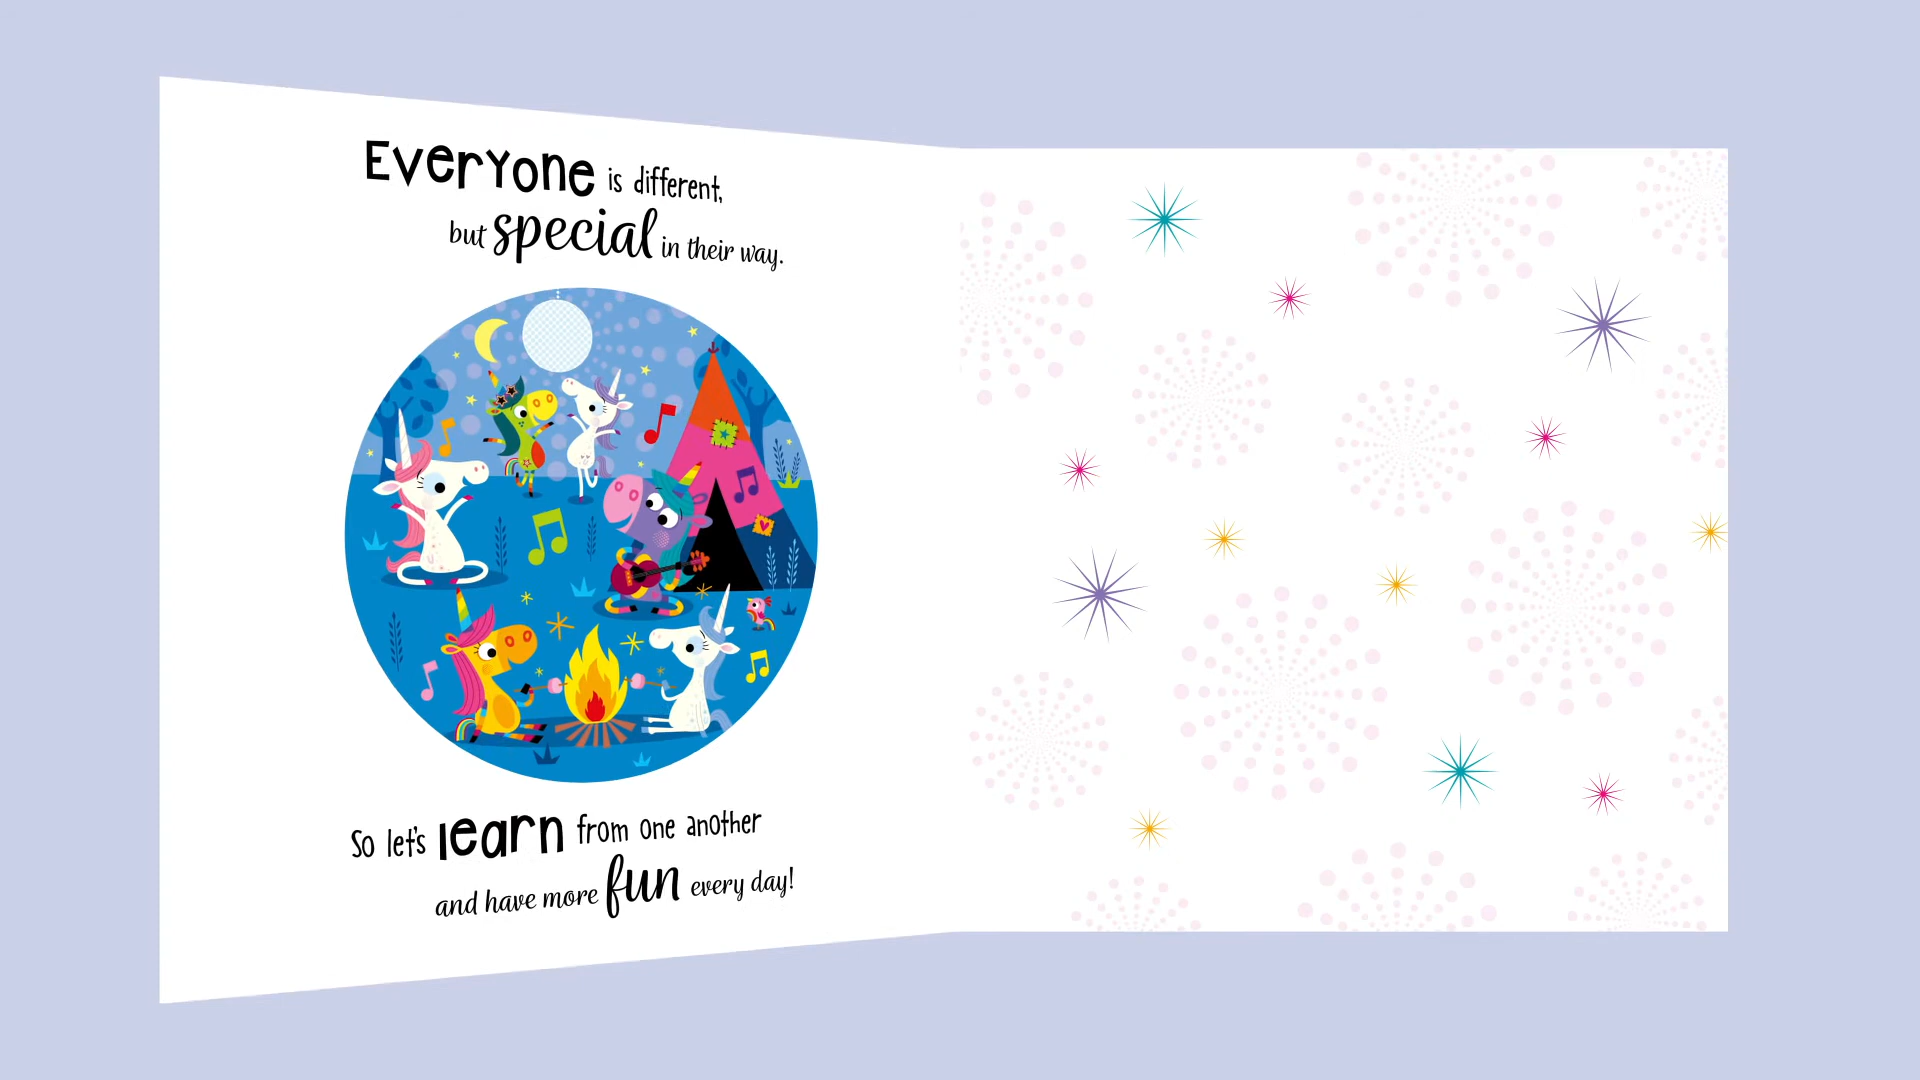 Everyone is different,
but special in their way.
So let's learn from one another
and have more fun every day!